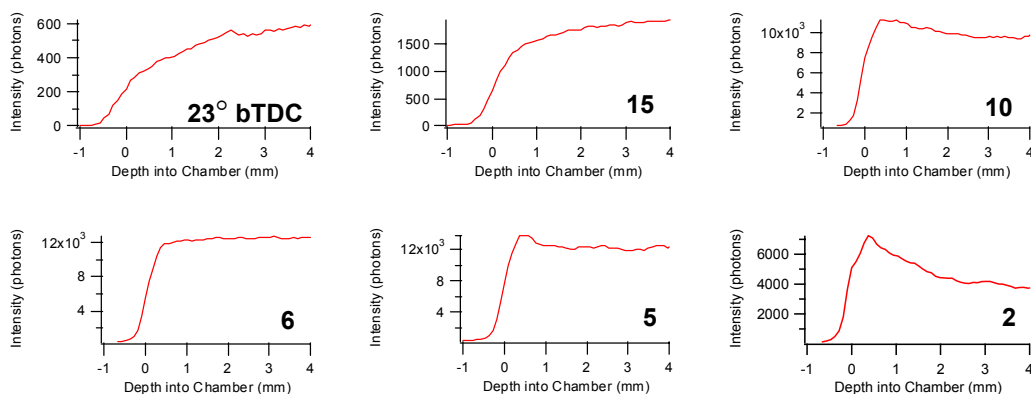 Intensity (photons)
600
400
200
0
23° bTDC
-1 0 1 2 3 4
Depth into Chamber (mm)
Intensity (photons)
1500
1000
500
0
15
-1 0 1 2 3 4
Depth into Chamber (mm)
Intensity (photons)
10x10³
8
6
4
2
10
-1 0 1 2 3 4
Depth into Chamber (mm)
Intensity (photons)
12x10³
8
4
6
-1 0 1 2 3 4
Depth into Chamber (mm)
Intensity (photons)
12x10³
8
4
5
-1 0 1 2 3 4
Depth into Chamber (mm)
Intensity (photons)
6000
4000
2000
2
-1 0 1 2 3 4
Depth into Chamber (mm)